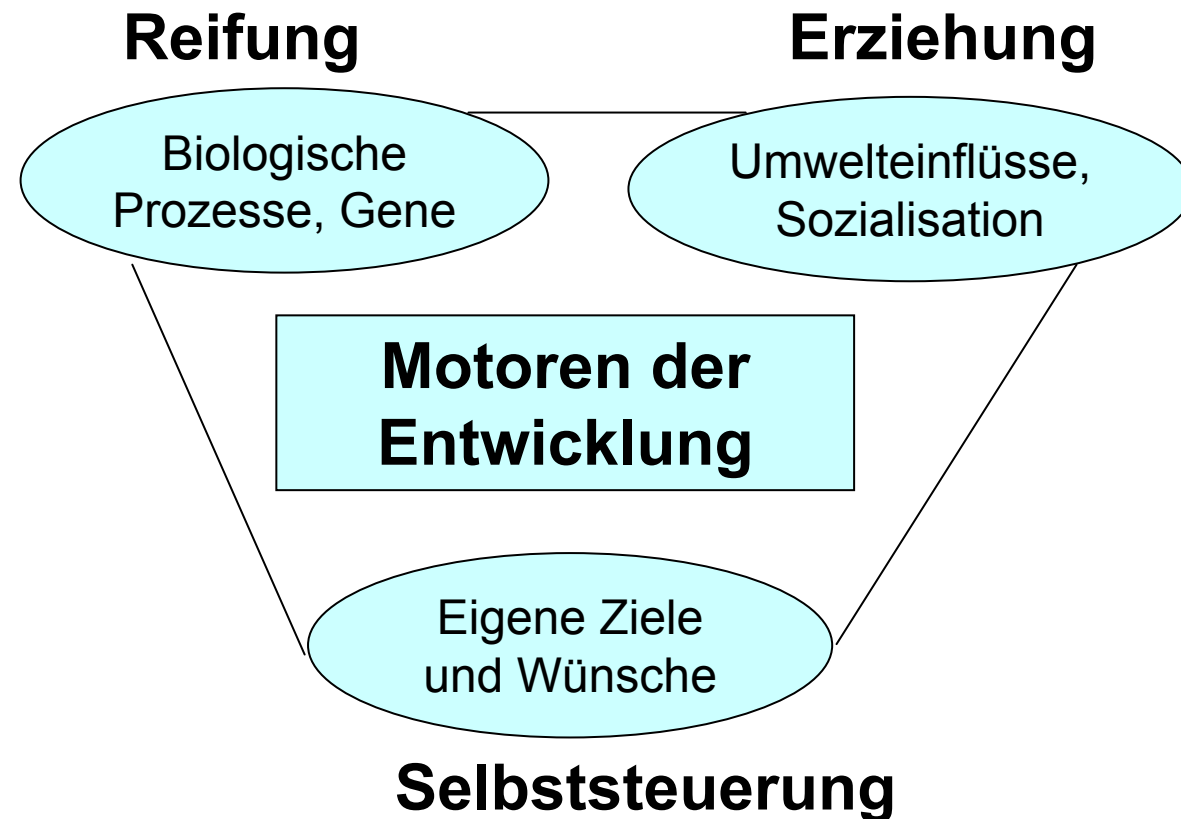 Reifung
Erziehung
Biologische
Prozesse, Gene
Umwelteinflüsse,
Sozialisation
Motoren der
Entwicklung
Eigene Ziele
und Wünsche
Selbststeuerung